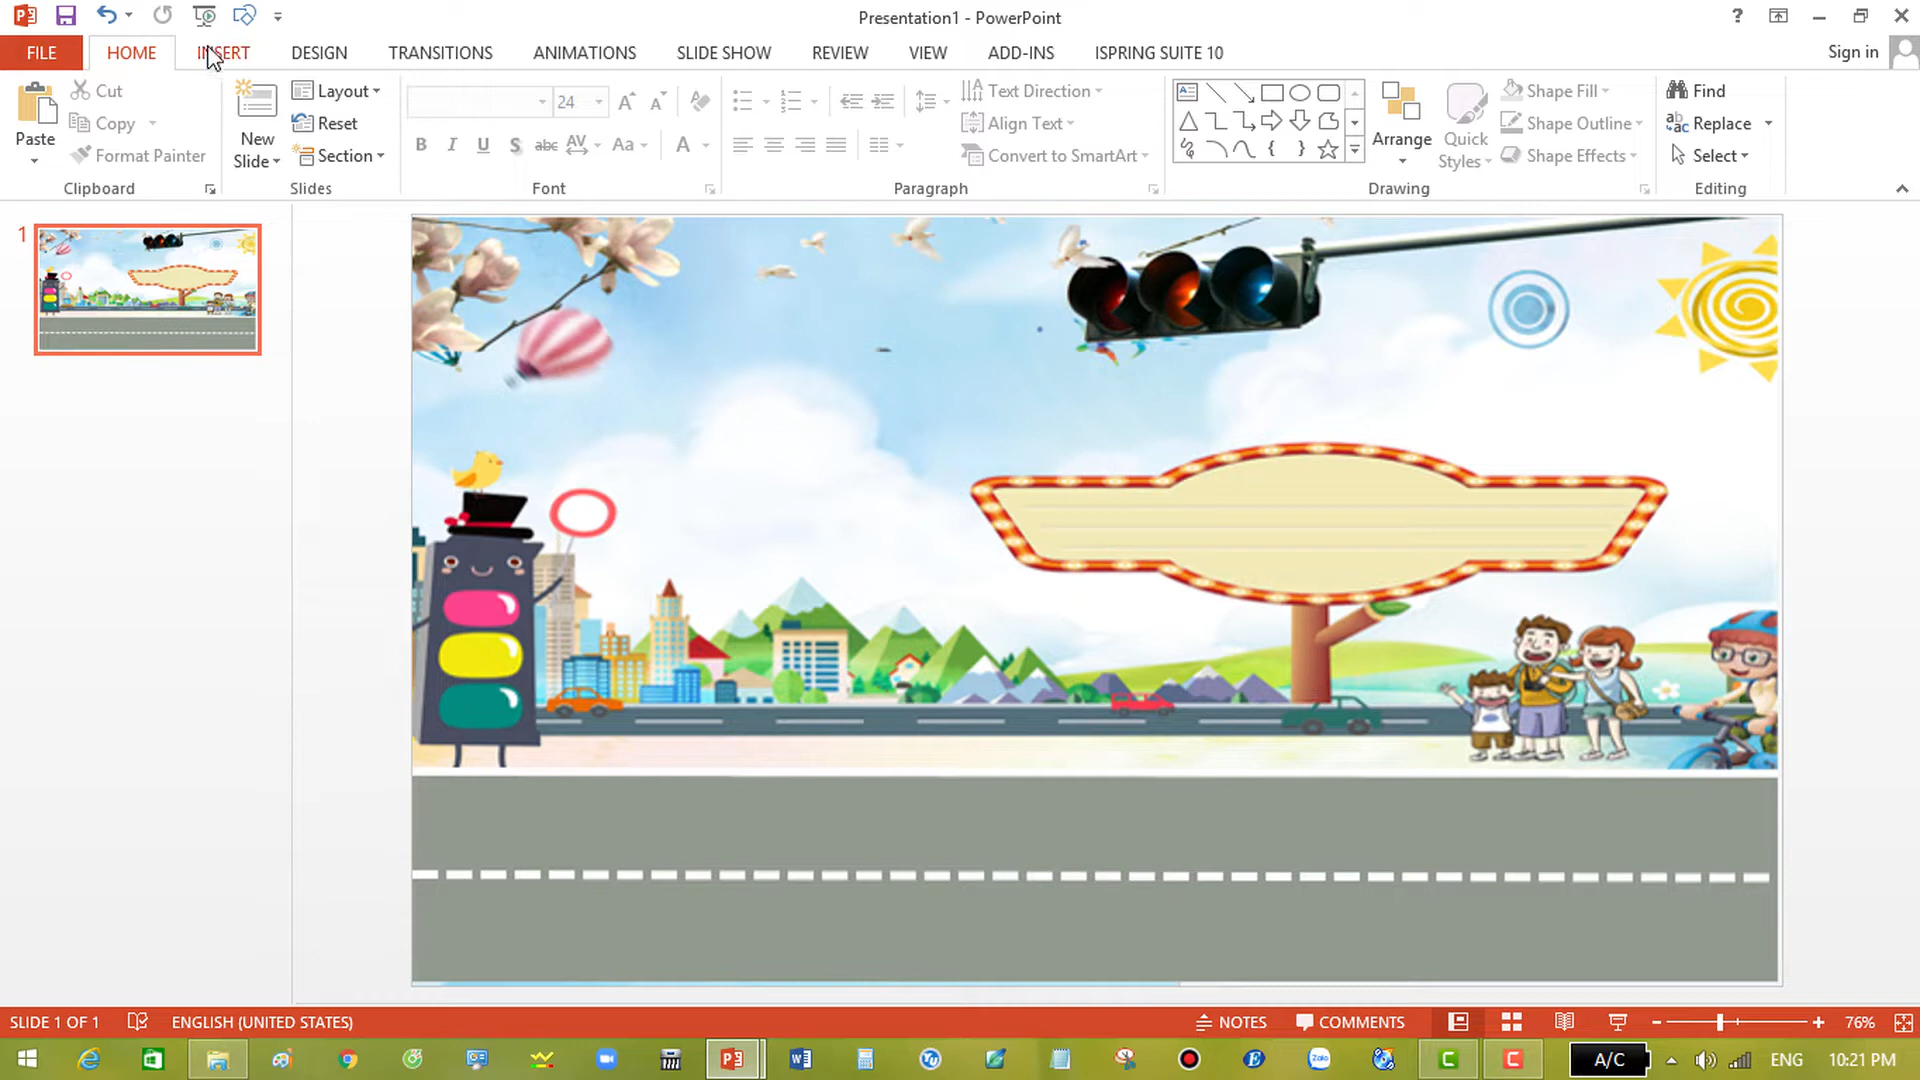 Presentation1 - PowerPoint
?
FILE
HOME
INSERT
DESIGN
TRANSITIONS
ANIMATIONS
SLIDE SHOW
REVIEW
VIEW
ADD-INS
ISPRING SUITE 10
Sign in
Paste
Cut
Copy
Format Painter
Clipboard
New
Slide
Layout
Reset
Section
Slides
24
B I U S abc AV Aa A
Font
Text Direction
Align Text
Convert to SmartArt
Paragraph
Arrange
Quick
Styles
Shape Fill
Shape Outline
Shape Effects
Drawing
Find
Replace
Select
Editing
1
SLIDE 1 OF 1
ENGLISH (UNITED STATES)
NOTES
COMMENTS
76%
A/C
ENG
10:21 PM